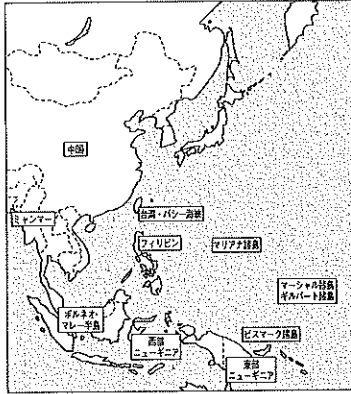 中国
ミャンマー
台湾・バシー海峡
フィリピン
マリアナ諸島
マーシャル諸島
ギルバート諸島
ボルネオ・
マレー半島
西部
ニューギニア
ビスマーク諸島
東部
ニューギニア